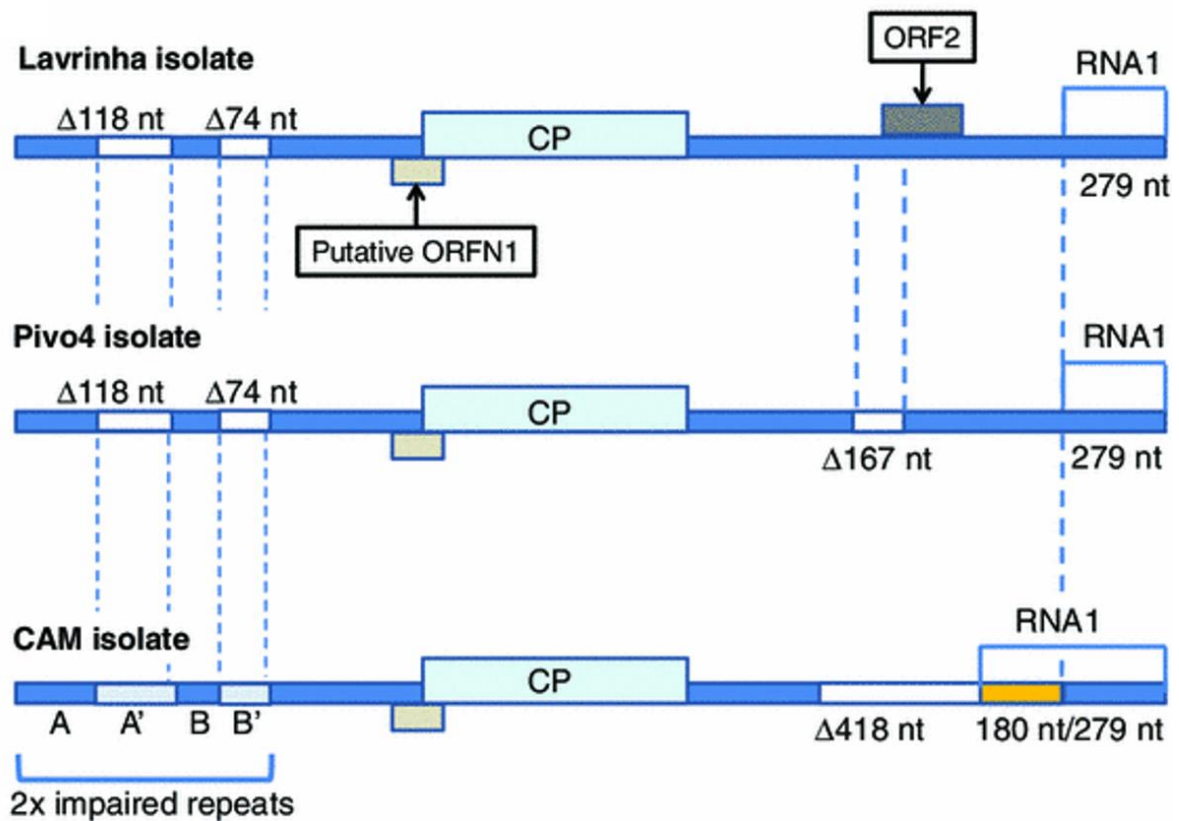 ORF2
Lavrinha isolate
RNA1
Δ118 nt Δ74 nt
CP
279 nt
Putative ORFN1
Pivo4 isolate
RNA1
Δ118 nt Δ74 nt
CP
Δ167 nt 279 nt
CAM isolate
RNA1
CP
A A' B B' Δ418 nt 180 nt/279 nt
2x impaired repeats